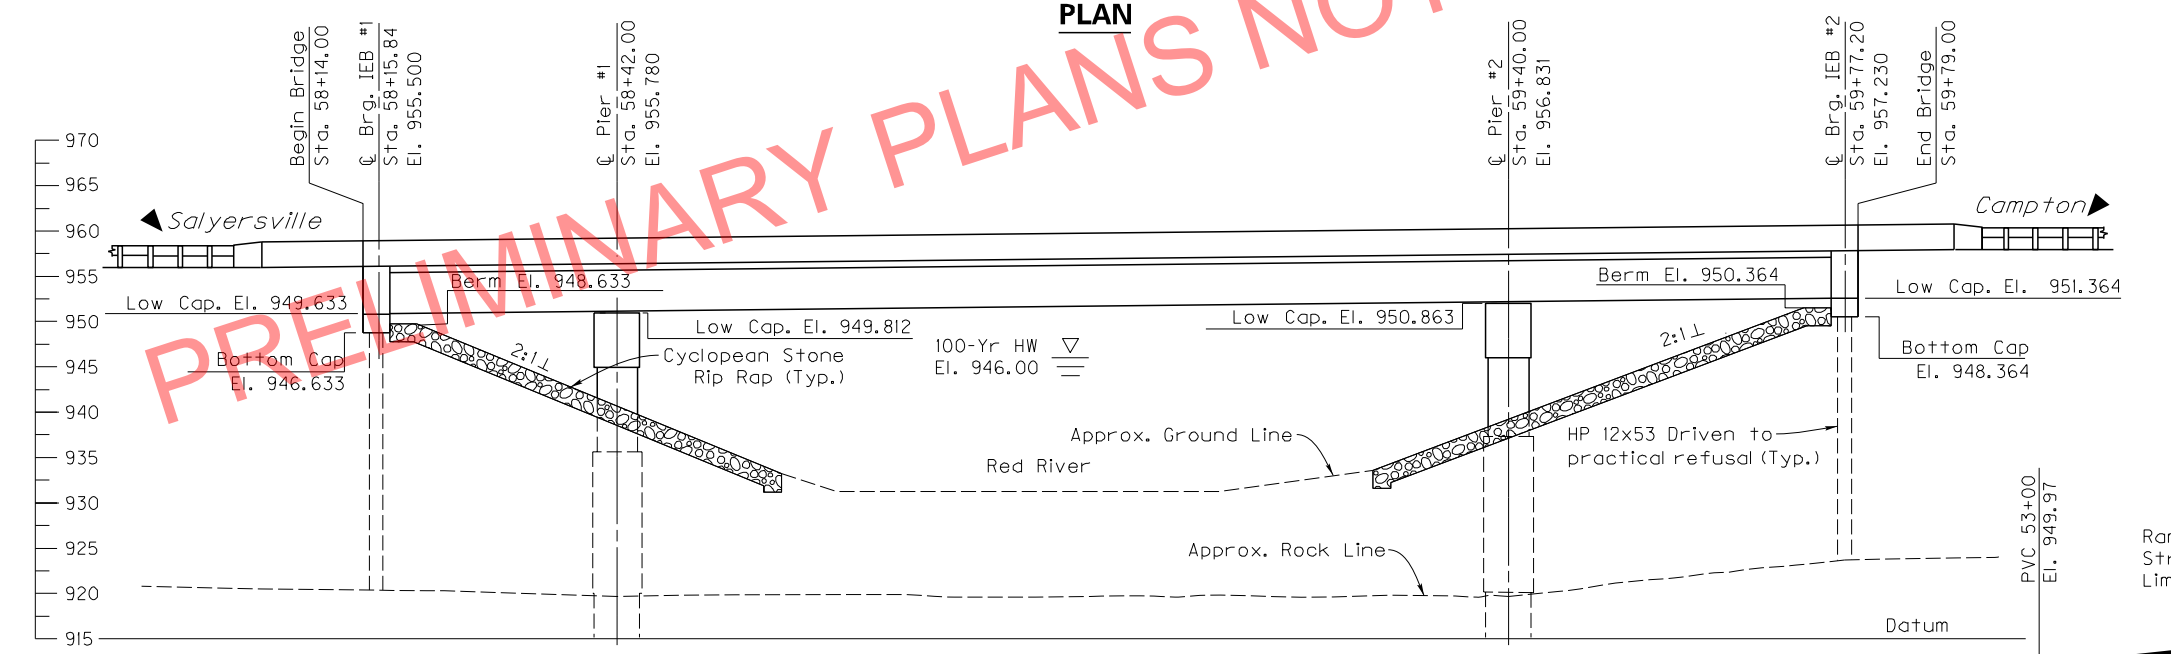 PLAN
PRELIMINARY PLANS NO
Begin Bridge
Sta. 58+14.00
℄ Brg. IEB #1
Sta. 58+15.84
El. 955.500
℄ Pier #1
Sta. 58+42.00
El. 955.780
℄ Pier #2
Sta. 59+40.00
El. 956.831
℄ Brg. IEB #2
Sta. 59+77.20
El. 957.230
End Bridge
Sta. 59+79.00
970
965
960
955
950
945
940
935
930
925
920
915
Salyersville
Campton
Berm El. 948.633
Berm El. 950.364
Low Cap. El. 949.633
Low Cap. El. 951.364
Low Cap. El. 949.812
Low Cap. El. 950.863
Bottom Cap
El. 946.633
2:1⊥
Cyclopean Stone
Rip Rap (Typ.)
100-Yr HW
El. 946.00
2:1⊥
Bottom Cap
El. 948.364
Approx. Ground Line
Red River
HP 12x53 Driven to
practical refusal (Typ.)
Approx. Rock Line
PVC 53+00
El. 949.97
Datum
Ra
Str
Lim